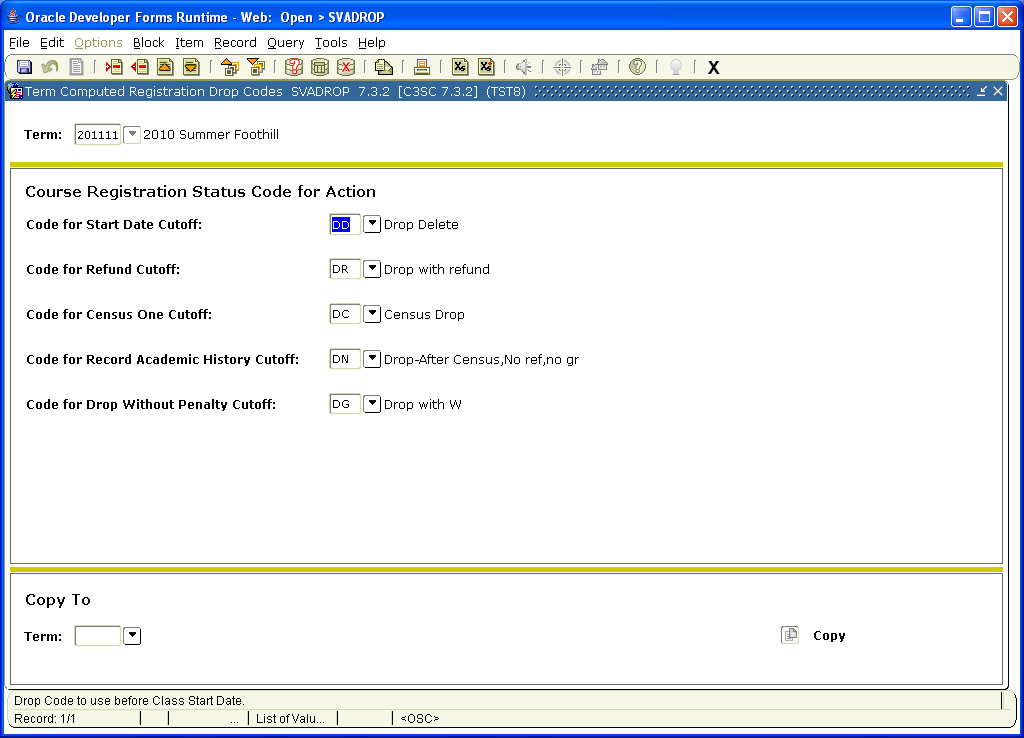 Oracle Developer Forms Runtime - Web: Open > SVADROP
File Edit Options Block Item Record Query Tools Help
X
Term Computed Registration Drop Codes SVADROP 7.3.2 [C3SC 7.3.2] (TST8)
Term: 201111 2010 Summer Foothill
Course Registration Status Code for Action
Code for Start Date Cutoff: DD Drop Delete
Code for Refund Cutoff: DR Drop with refund
Code for Census One Cutoff: DC Census Drop
Code for Record Academic History Cutoff: DN Drop-After Census,No ref,no gr
Code for Drop Without Penalty Cutoff: DG Drop with W
Copy To
Term: Copy
Drop Code to use before Class Start Date.
Record: 1/1 ... List of Valu... <OSC>